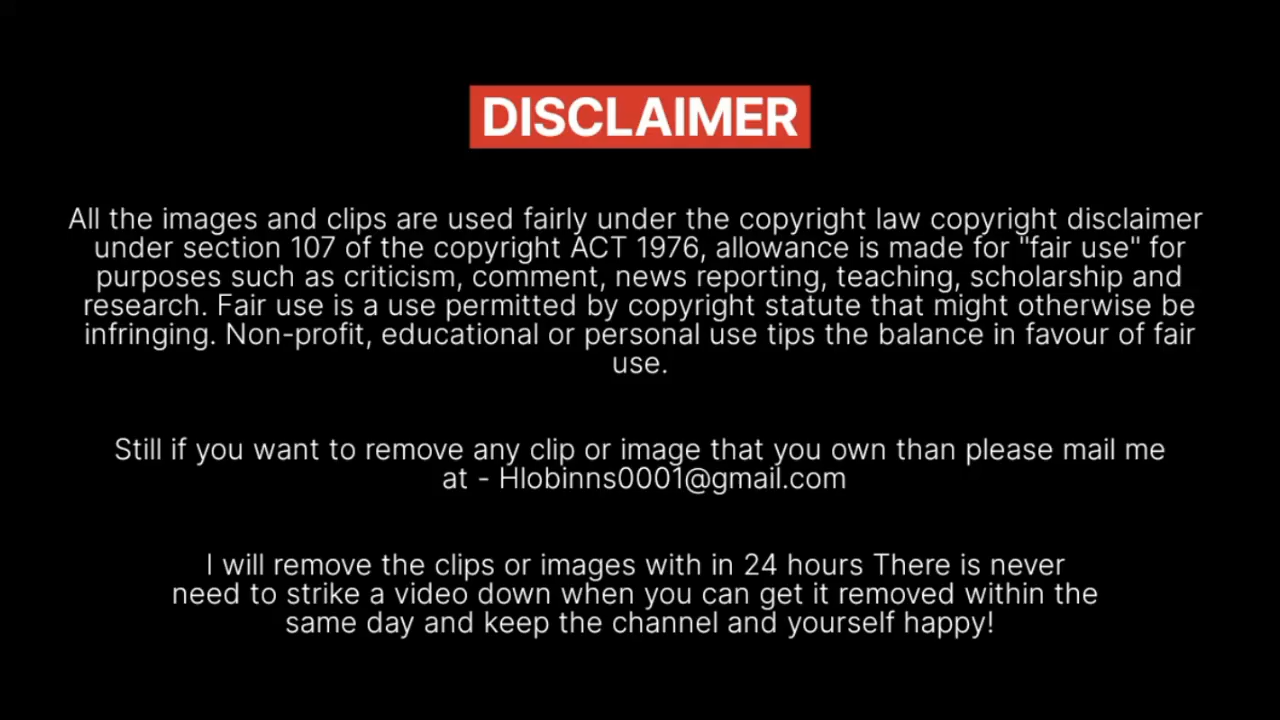 DISCLAIMER
All the images and clips are used fairly under the copyright law copyright disclaimer
under section 107 of the copyright ACT 1976, allowance is made for "fair use" for
purposes such as criticism, comment, news reporting, teaching, scholarship and
research. Fair use is a use permitted by copyright statute that might otherwise be
infringing. Non-profit, educational or personal use tips the balance in favour of fair
use.
Still if you want to remove any clip or image that you own than please mail me
at - Hlobinns0001@gmail.com
I will remove the clips or images with in 24 hours There is never
need to strike a video down when you can get it removed within the
same day and keep the channel and yourself happy!